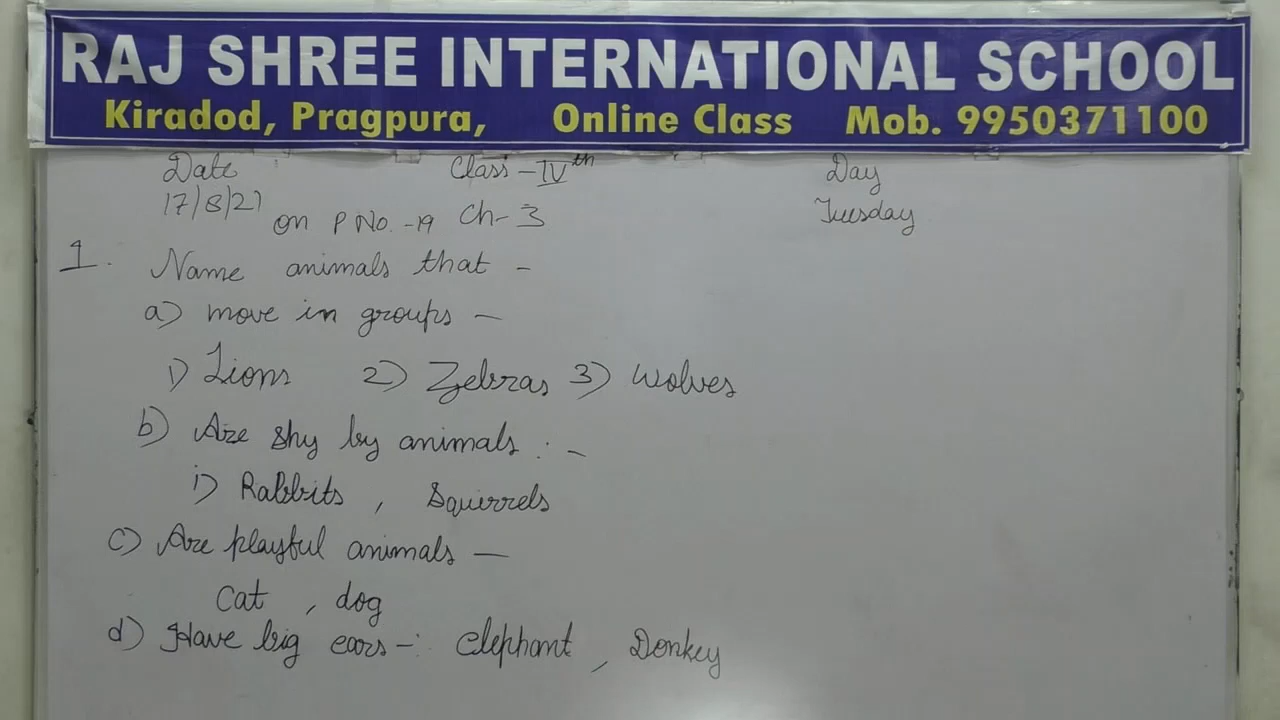 RAJ SHREE INTERNATIONAL SCHOOL
Kiradod, Pragpura, Online Class Mob. 9950371100
Date Class - IVth Day
17/8/21 on P No. - 19 Ch - 3 Tuesday
1. Name animals that -
a) move in groups -
1) Lions 2) Zebras 3) Wolves
b) Are shy by animals : -
i) Rabbits , Squirrels
c) Are playful animals -
Cat , dog
d) Have big ears - : elephant , Donkey